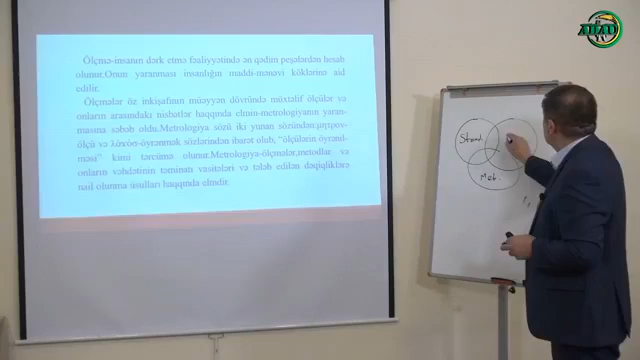 Ölçmə-insanın dərk etmə fəaliyyətində ən qədim peşələrdən hesab
olunur.Onun yaranması insanlığın maddi-mənəvi köklərinə aid
edilir.
Ölçmələr öz inkişafının müəyyən dövründə müxtəlif ölçülər və
onların arasındakı nisbətlər haqqında elmin-metrologiyanın yaran-
masına səbəb oldu.Metrologiya sözü iki yunan sözündən:μητρον-
ölçü və λόγος-öyrənmək sözlərindən ibarət olub, “ölçülərin öyrənil-
məsi” kimi tərcümə olunur.Metrologiya-ölçmələr,metodlar və
onların vəhdətinin təminatı vasitələri və tələb edilən dəqiqliklərə
nail olunma üsulları haqqında elmdir.
Stand.
Met.